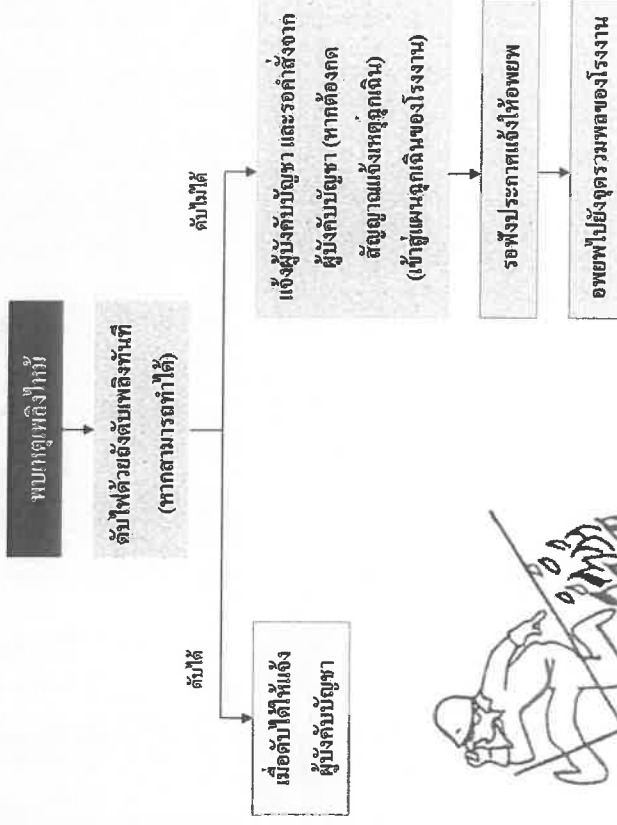 พบเหตุเพลิงไหม้
ดับไฟด้วยถังดับเพลิงทันที
(หากสามารถทำได้)
ดับได้
ดับไม่ได้
เมื่อดับได้ให้แจ้ง
ผู้บังคับบัญชา
แจ้งผู้บังคับบัญชา และรอคำสั่งจาก
ผู้บังคับบัญชา (หากต้องกด
สัญญาณแจ้งเหตุฉุกเฉิน)
(เข้าสู่แผนฉุกเฉินของโรงงาน)
รอฟังประกาศแจ้งให้อพยพ
อพยพไปยังจุดรวมพลของโรงงาน